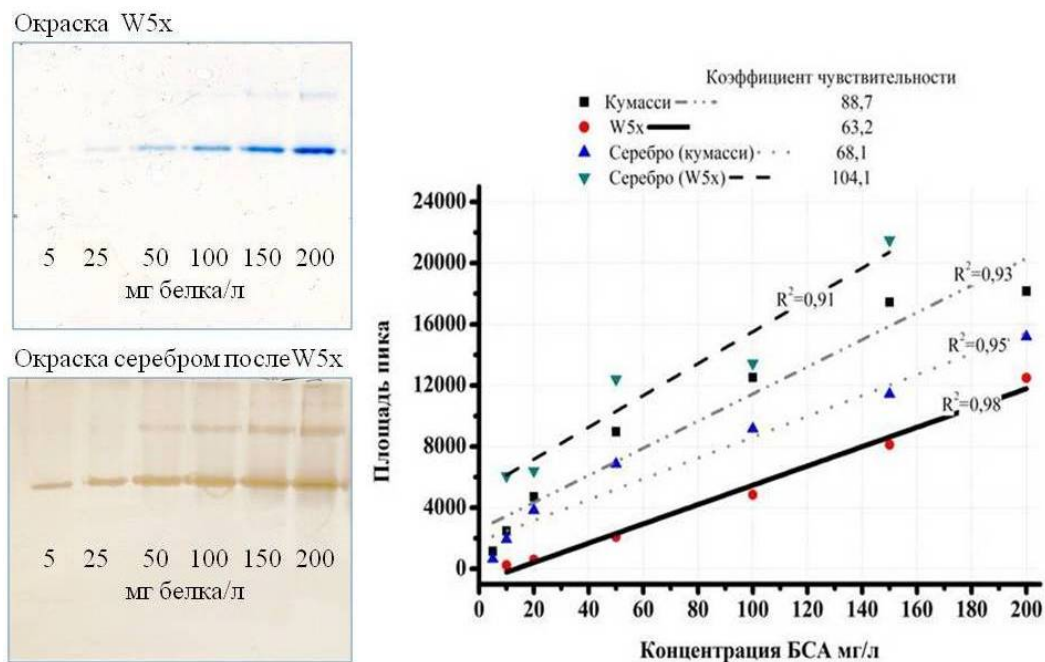 Окраска W5x
5 25 50 100 150 200
мг белка/л
Окраска серебром после W5x
5 25 50 100 150 200
мг белка/л
Коэффициент чувствительности
Кумасси 88,7
W5x 63,2
Серебро (кумасси) 68,1
Серебро (W5x) 104,1
Площадь пика
24000
20000
16000
12000
8000
4000
0
R²=0,91
R²=0,93
R²=0,95
R²=0,98
0 20 40 60 80 100 120 140 160 180 200
Концентрация БСА мг/л